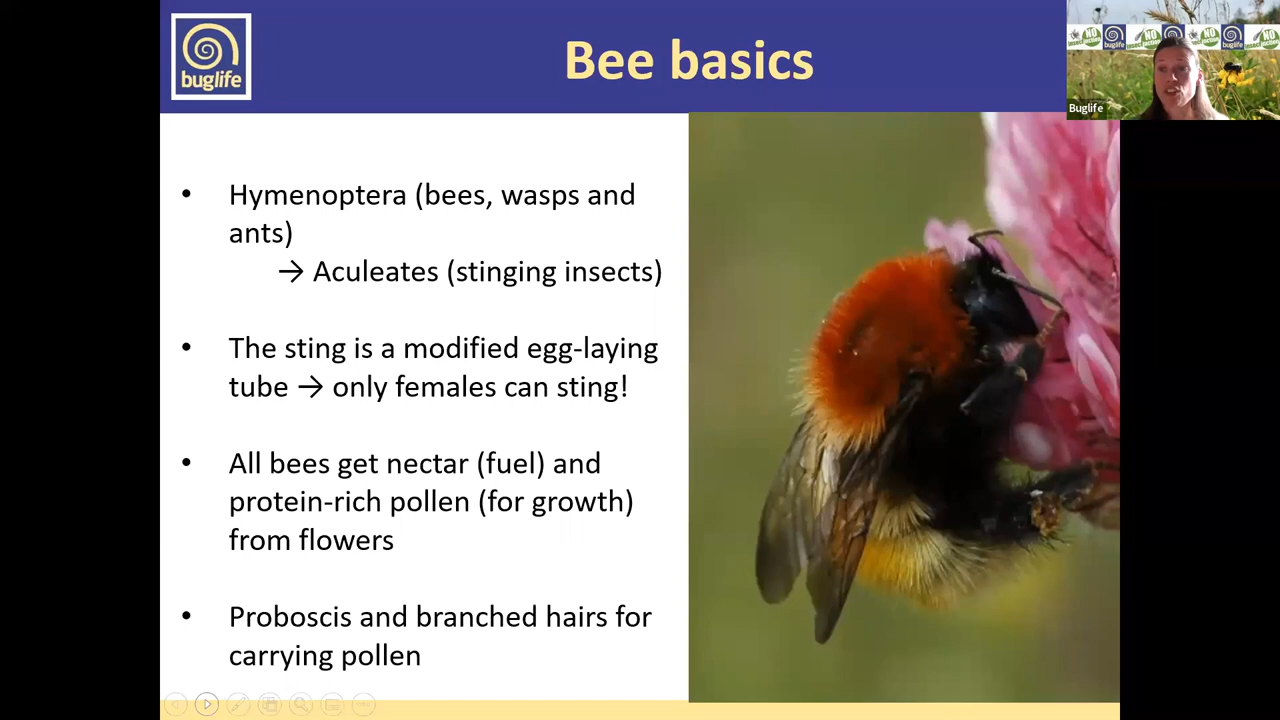 buglife
Bee basics
Buglife
• Hymenoptera (bees, wasps and
ants)
→ Aculeates (stinging insects)
• The sting is a modified egg-laying
tube → only females can sting!
• All bees get nectar (fuel) and
protein-rich pollen (for growth)
from flowers
• Proboscis and branched hairs for
carrying pollen